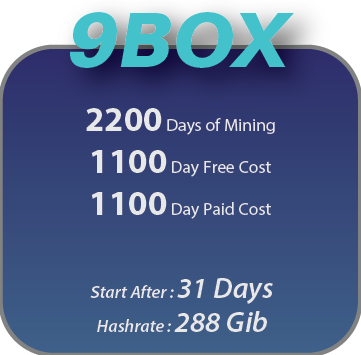 9BOX
2200 Days of Mining
1100 Day Free Cost
1100 Day Paid Cost
Start After : 31 Days
Hashrate : 288 Gib